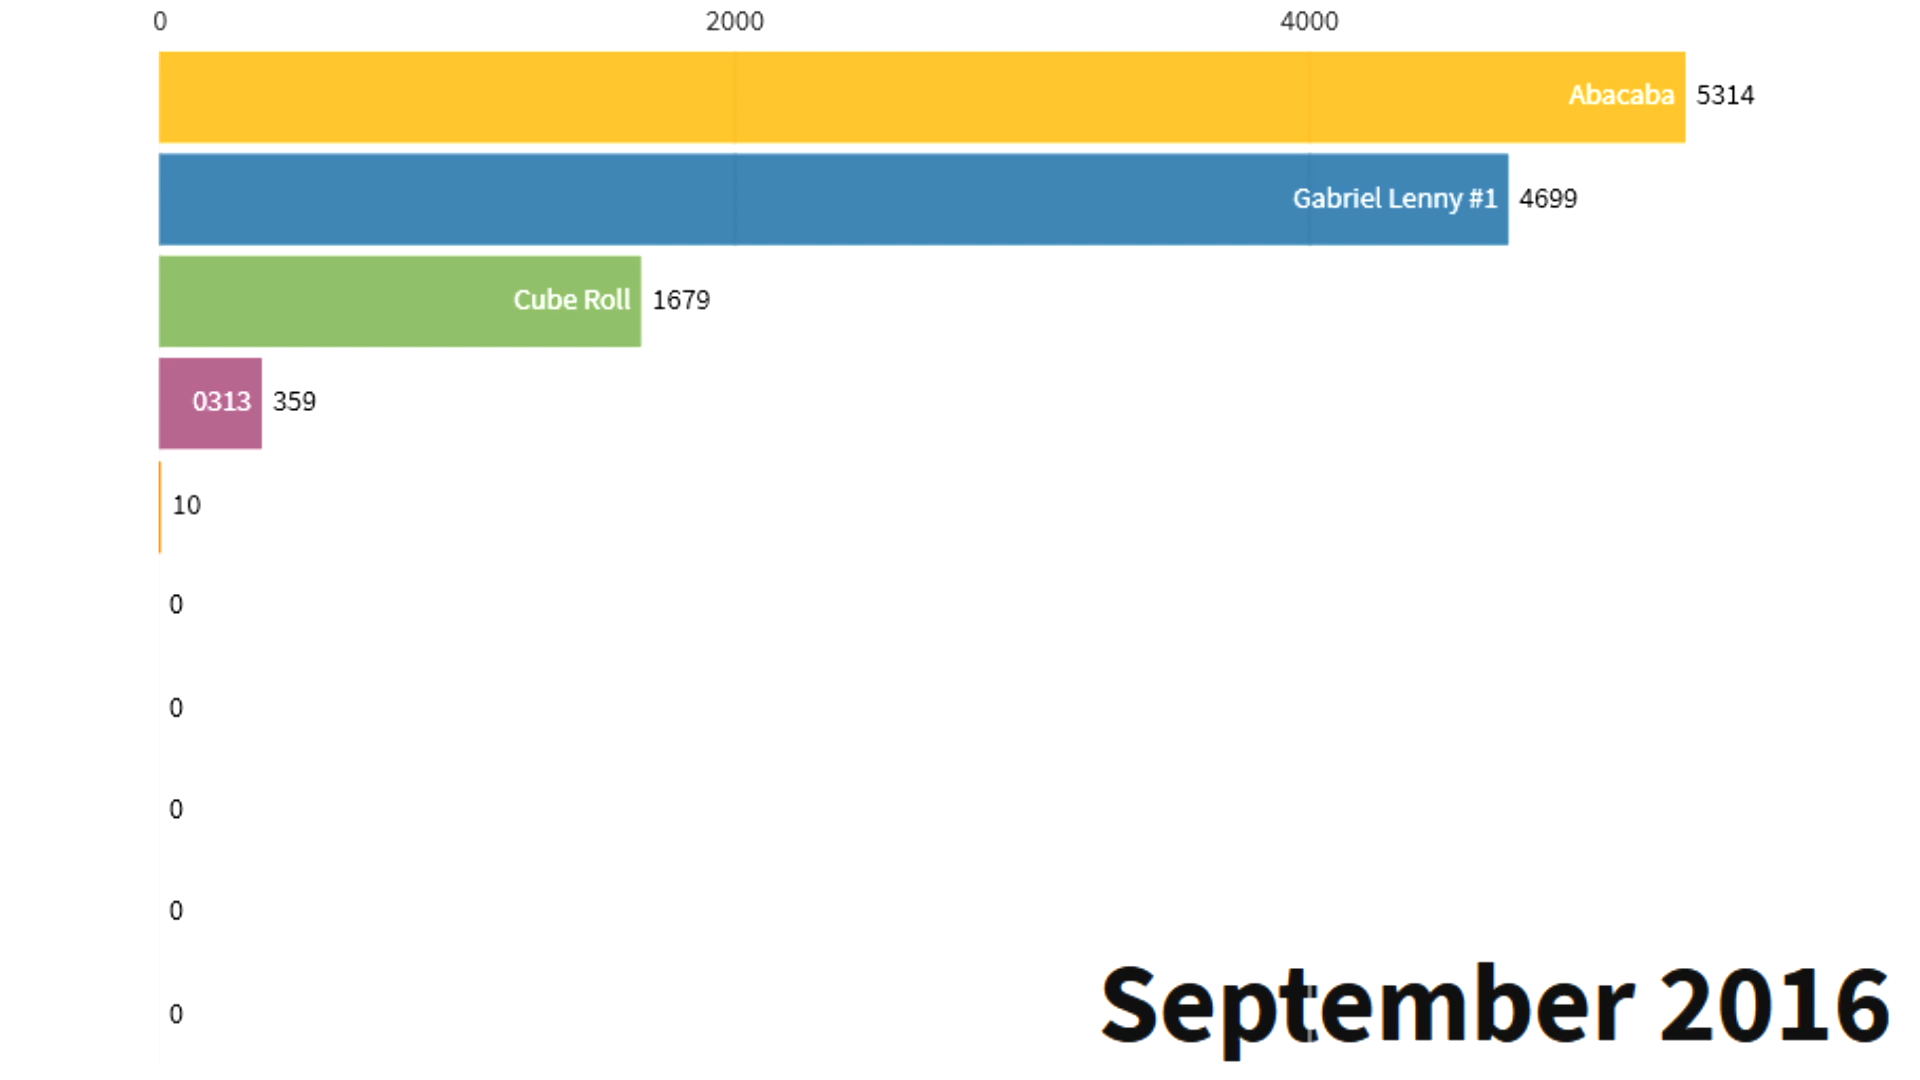 0 2000 4000
Abacaba 5314
Gabriel Lenny #1 4699
Cube Roll 1679
0313 359
10
0
0
0
0
0
September 2016